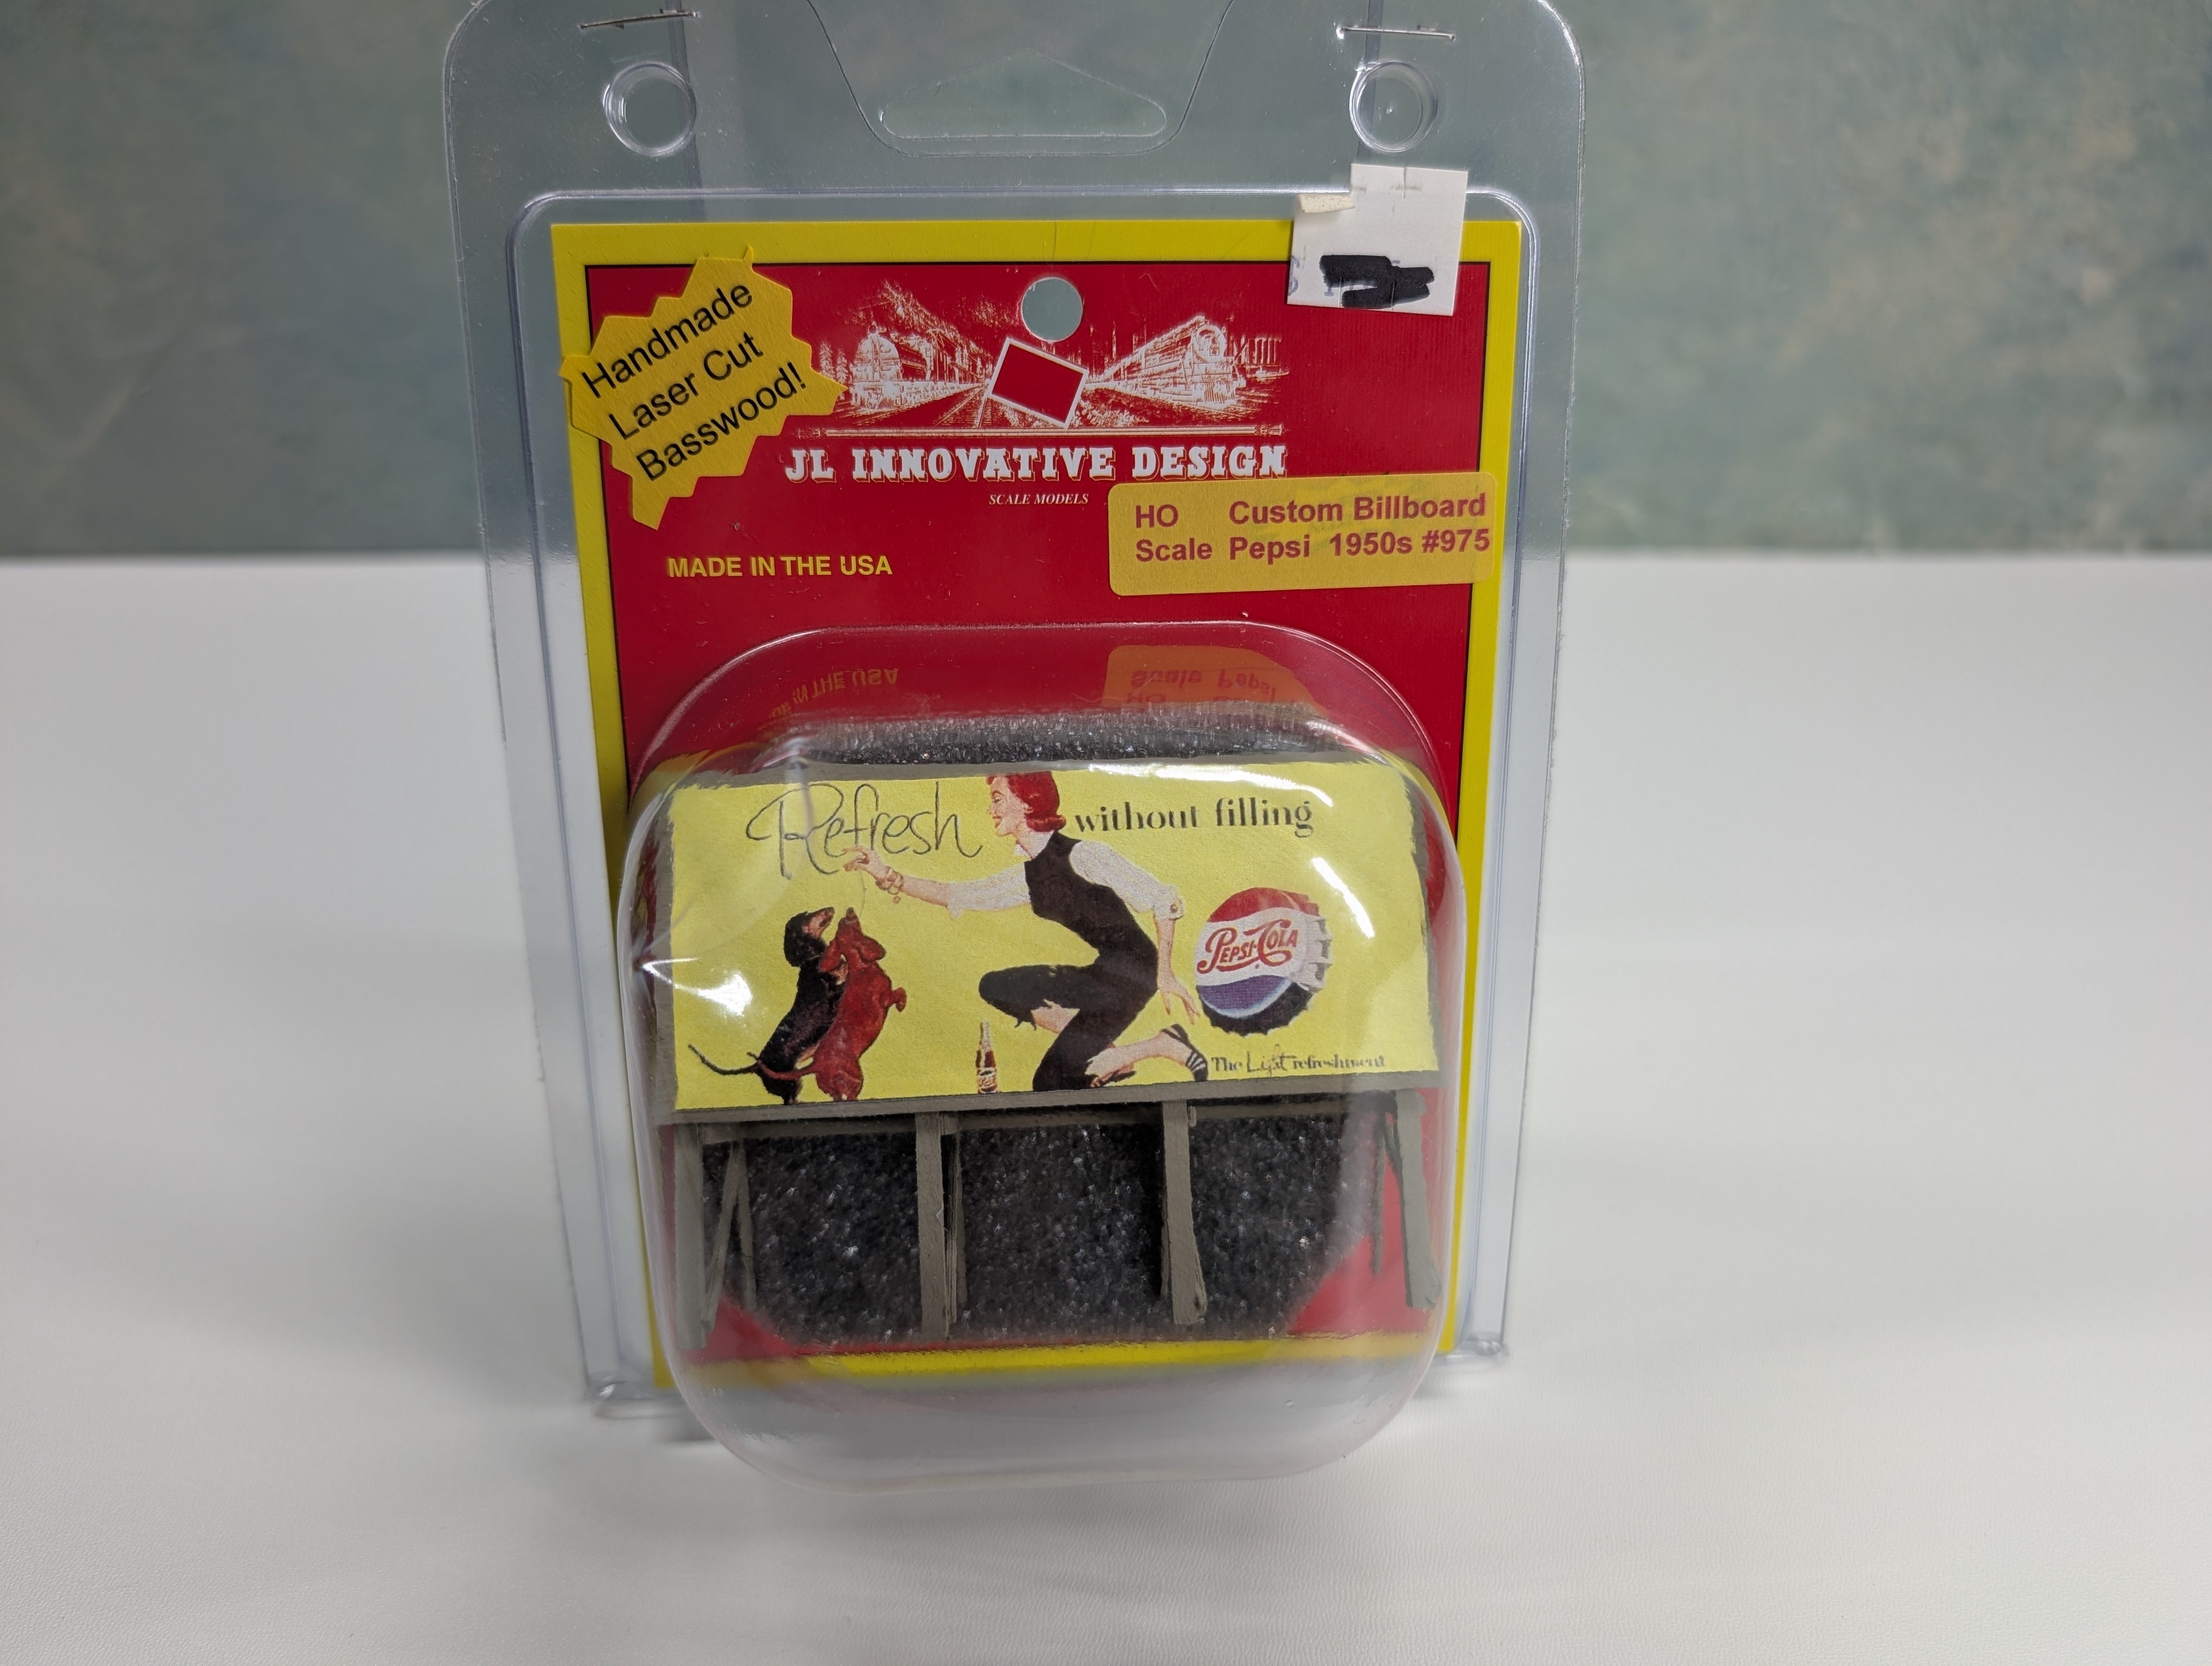 Handmade
Laser Cut
Basswood!
JL INNOVATIVE DESIGN
SCALE MODELS
HO Custom Billboard
Scale Pepsi 1950s #975
MADE IN THE USA
Refresh without filling
PEPSI-COLA
The Light refreshment